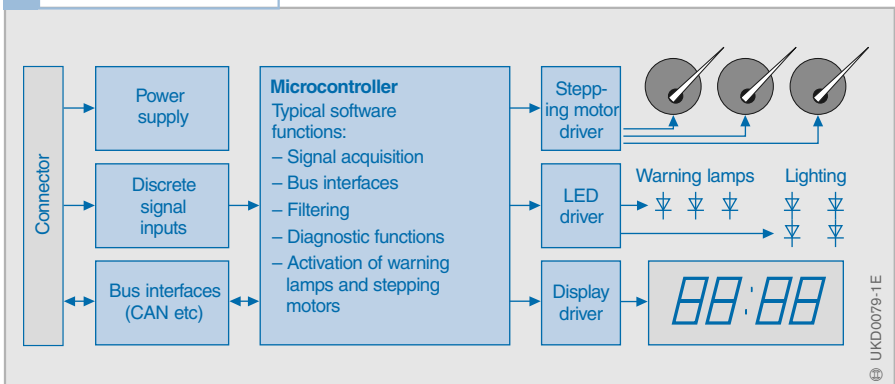 Connector
Power
supply
Discrete
signal
inputs
Bus interfaces
(CAN etc)
Microcontroller
Typical software
functions:
– Signal acquisition
– Bus interfaces
– Filtering
– Diagnostic functions
– Activation of warning
lamps and stepping
motors
Stepp-
ing motor
driver
LED
driver
Display
driver
Warning lamps
Lighting
88:88
UKD0079-1E